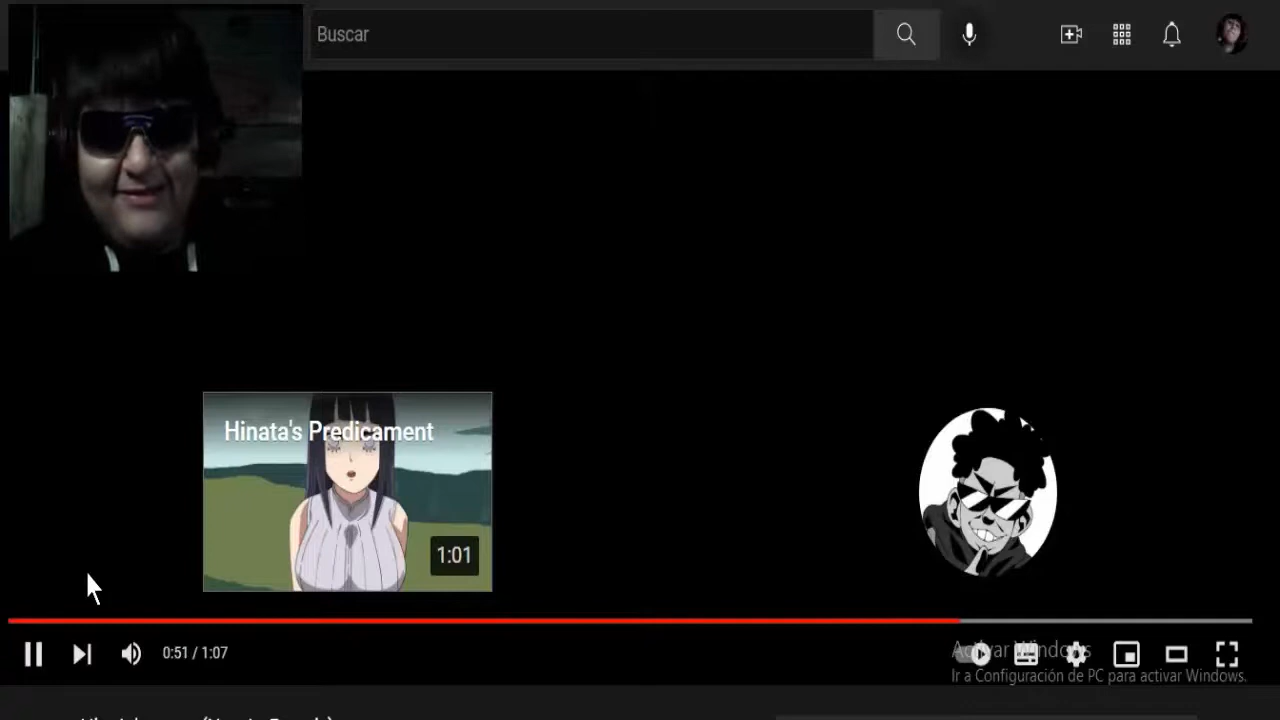 Buscar
Hinata's Predicament
1:01
0:51 / 1:07
Activar Windows
Ir a Configuración de PC para activar Windows.